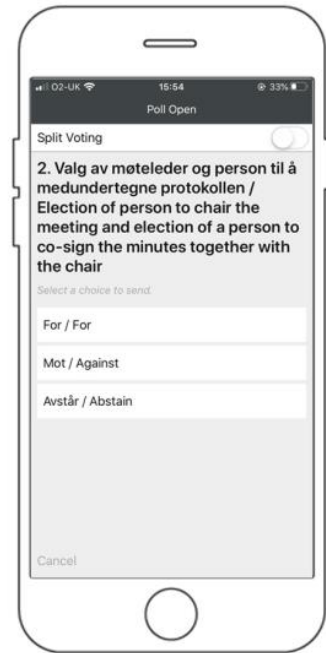 O2-UK 15:54 33%
Poll Open
Split Voting
2. Valg av møteleder og person til å
medundertegne protokollen /
Election of person to chair the
meeting and election of a person to
co-sign the minutes together with
the chair
Select a choice to send.
For / For
Mot / Against
Avstår / Abstain
Cancel